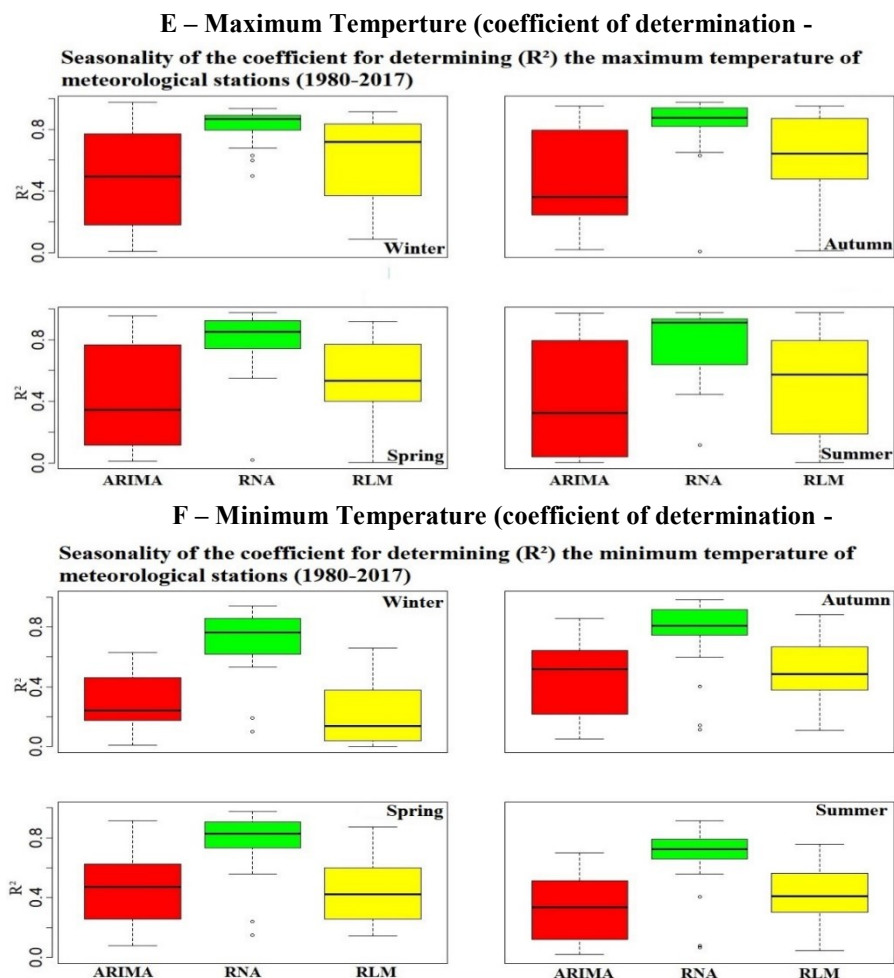 E – Maximum Temperture (coefficient of determination -
Seasonality of the coefficient for determining (R²) the maximum temperature of
meteorological stations (1980-2017)
R²
0.0 0.4 0.8
Winter
Autumn
R²
0.0 0.4 0.8
Spring
Summer
ARIMA RNA RLM
ARIMA RNA RLM
F – Minimum Temperature (coefficient of determination -
Seasonality of the coefficient for determining (R²) the minimum temperature of
meteorological stations (1980-2017)
R²
0.0 0.4 0.8
Winter
Autumn
R²
0.0 0.4 0.8
Spring
Summer
ARIMA RNA RLM
ARIMA RNA RLM